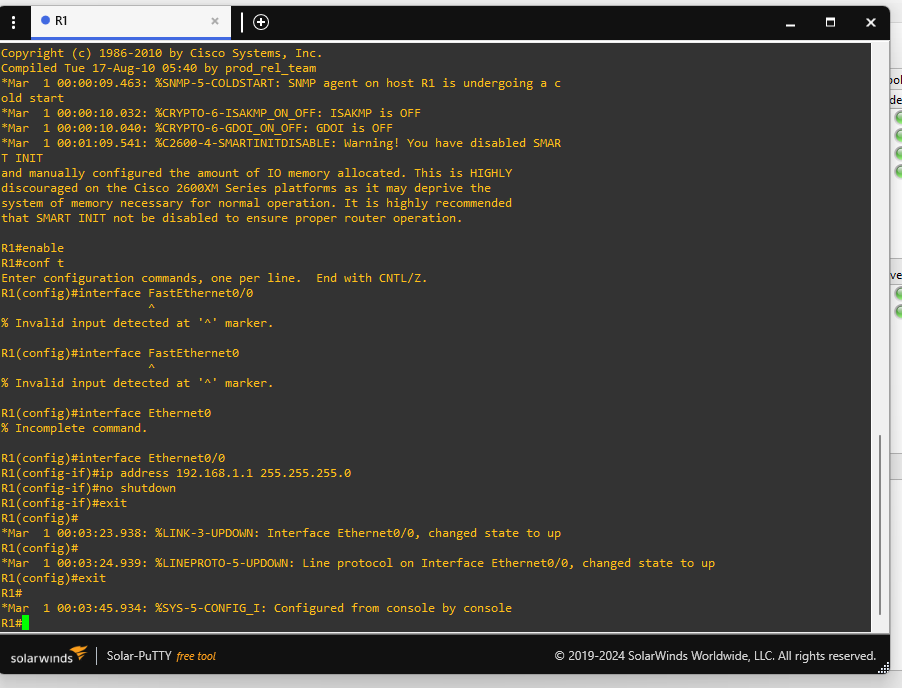 R1
Copyright (c) 1986-2010 by Cisco Systems, Inc.
Compiled Tue 17-Aug-10 05:40 by prod_rel_team
*Mar  1 00:00:09.463: %SNMP-5-COLDSTART: SNMP agent on host R1 is undergoing a c
old start
*Mar  1 00:00:10.032: %CRYPTO-6-ISAKMP_ON_OFF: ISAKMP is OFF
*Mar  1 00:00:10.040: %CRYPTO-6-GDOI_ON_OFF: GDOI is OFF
*Mar  1 00:01:09.541: %C2600-4-SMARTINITDISABLE: Warning! You have disabled SMAR
T INIT
and manually configured the amount of IO memory allocated. This is HIGHLY
discouraged on the Cisco 2600XM Series platforms as it may deprive the
system of memory necessary for normal operation. It is highly recommended
that SMART INIT not be disabled to ensure proper router operation.
R1#enable
R1#conf t
Enter configuration commands, one per line.  End with CNTL/Z.
R1(config)#interface FastEthernet0/0
^
% Invalid input detected at '^' marker.
R1(config)#interface FastEthernet0
^
% Invalid input detected at '^' marker.
R1(config)#interface Ethernet0
% Incomplete command.
R1(config)#interface Ethernet0/0
R1(config-if)#ip address 192.168.1.1 255.255.255.0
R1(config-if)#no shutdown
R1(config-if)#exit
R1(config)#
*Mar  1 00:03:23.938: %LINK-3-UPDOWN: Interface Ethernet0/0, changed state to up
R1(config)#
*Mar  1 00:03:24.939: %LINEPROTO-5-UPDOWN: Line protocol on Interface Ethernet0/0, changed state to up
R1(config)#exit
R1#
*Mar  1 00:03:45.934: %SYS-5-CONFIG_I: Configured from console by console
R1#
solarwinds | Solar-PuTTY free tool
© 2019-2024 SolarWinds Worldwide, LLC. All rights reserved.